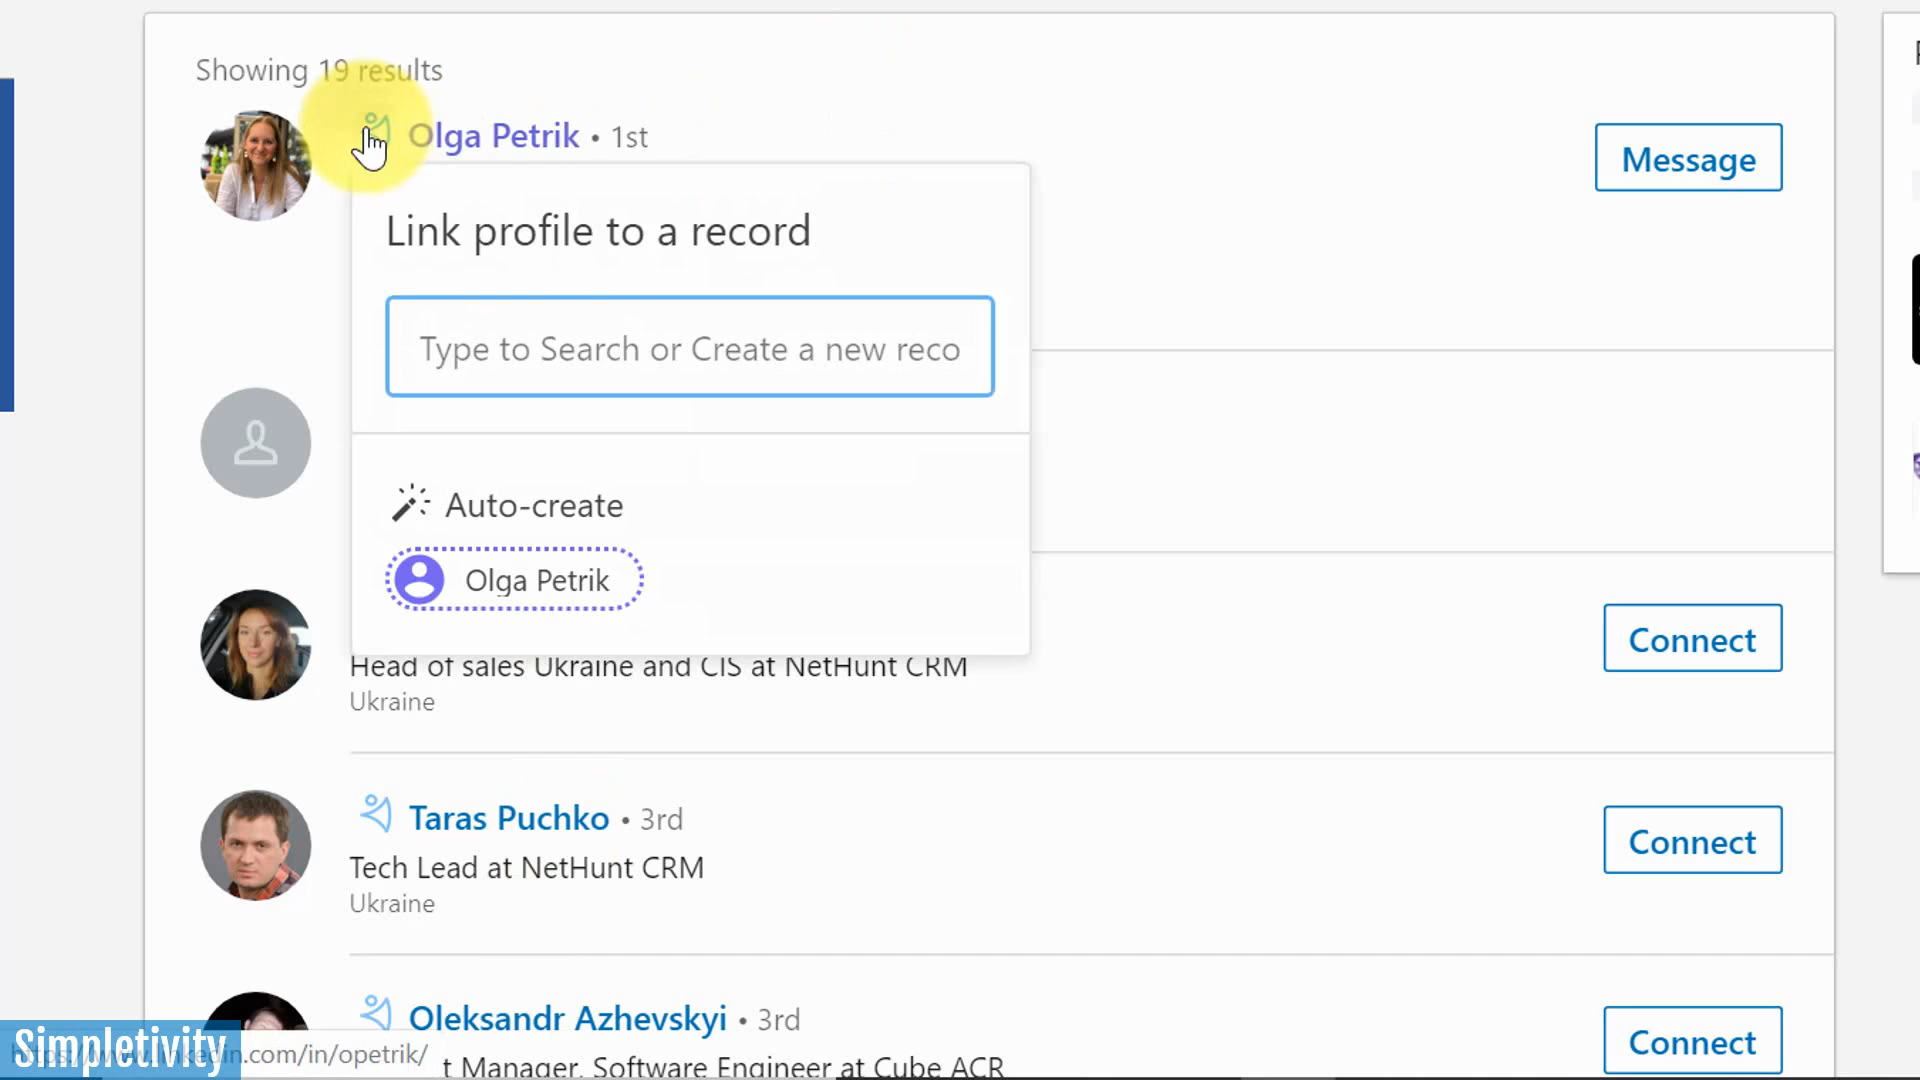 Showing 19 results
Olga Petrik • 1st
Message
Link profile to a record
Type to Search or Create a new reco
Auto-create
Olga Petrik
Head of sales Ukraine and CIS at NetHunt CRM
Ukraine
Connect
Taras Puchko • 3rd
Tech Lead at NetHunt CRM
Ukraine
Connect
Oleksandr Azhevskyi • 3rd
t Manager, Software Engineer at Cube ACR
Connect
Simpletivity
https://www.linkedin.com/in/opetrik/